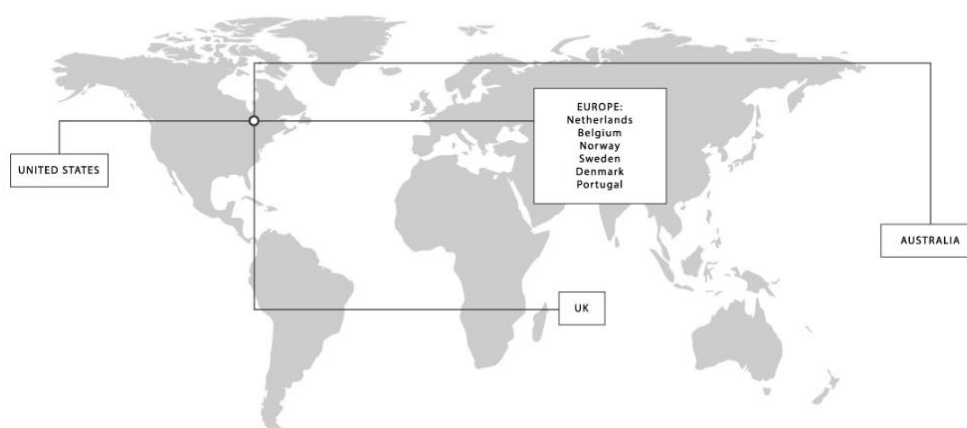 UNITED STATES
EUROPE:
Netherlands
Belgium
Norway
Sweden
Denmark
Portugal
AUSTRALIA
UK